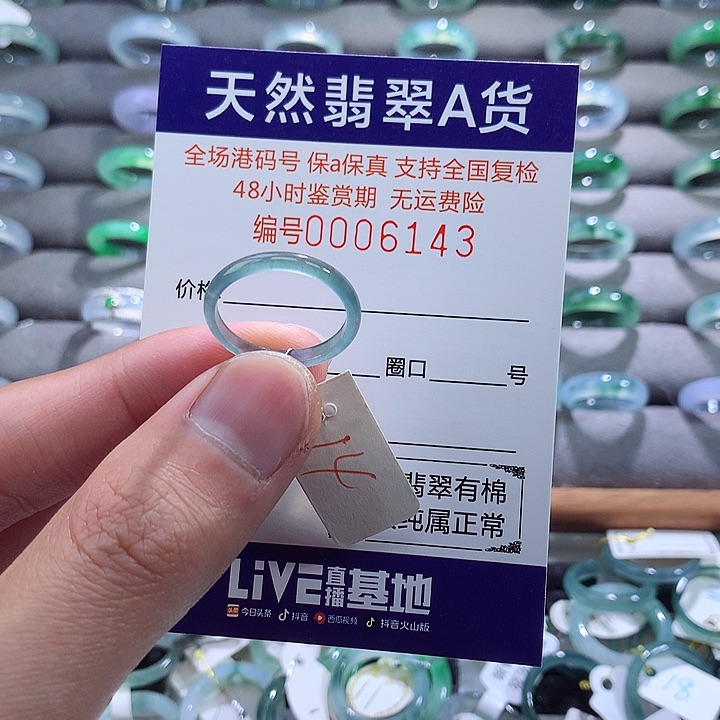 天然翡翠A货
全场港码号 保a保真 支持全国复检
48小时鉴赏期 无运费险
编号0006143
价格
圈口 号
翡翠有棉
纯属正常
LiVE直播基地
今日头条 抖音 西瓜视频 抖音火山版
18